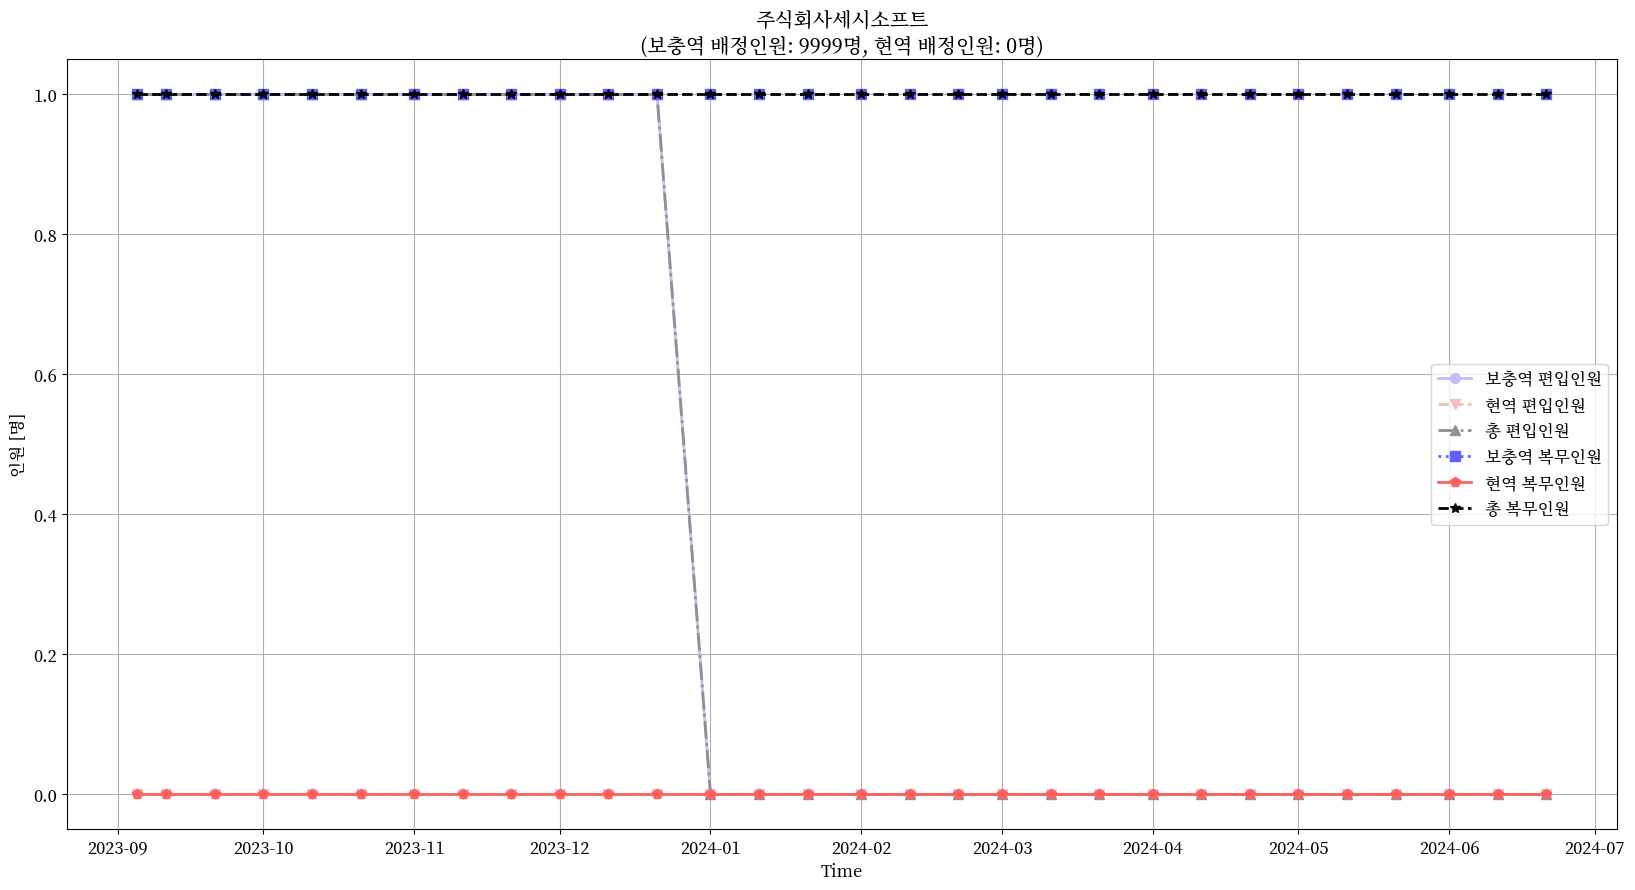 주식회사세시소프트
(보충역 배정인원: 9999명, 현역 배정인원: 0명)
인원 [명]
1.0
0.8
0.6
0.4
0.2
0.0
보충역 편입인원
현역 편입인원
총 편입인원
보충역 복무인원
현역 복무인원
총 복무인원
2023-09
2023-10
2023-11
2023-12
2024-01
2024-02
2024-03
2024-04
2024-05
2024-06
2024-07
Time